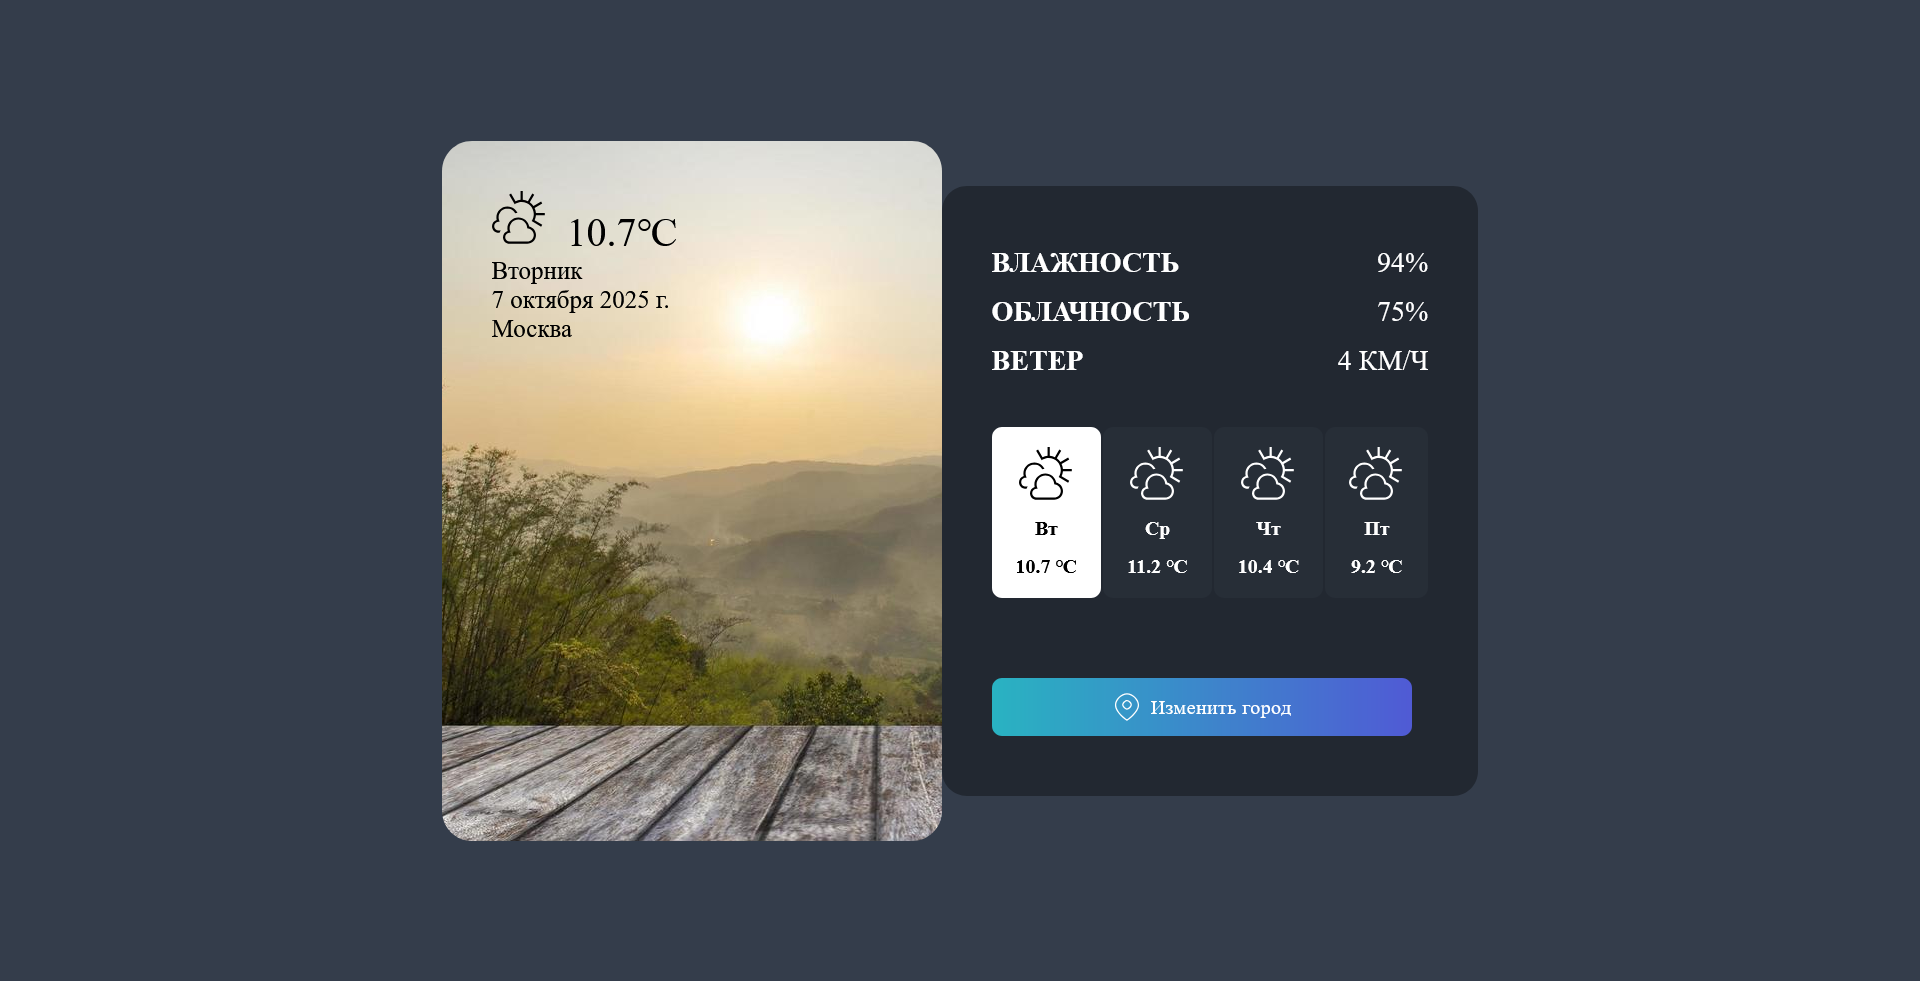 10.7°C
Вторник
7 октября 2025 г.
Москва
ВЛАЖНОСТЬ 94%
ОБЛАЧНОСТЬ 75%
ВЕТЕР 4 КМ/Ч
Вт Ср Чт Пт
10.7 °C 11.2 °C 10.4 °C 9.2 °C
Изменить город